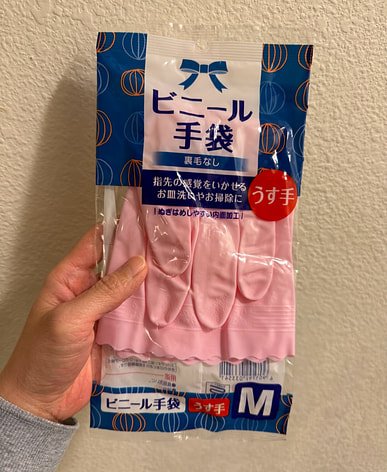 ビニール
手袋
裏毛なし
指先の感覚をいかせる
お皿洗いやお掃除に
うす手
ぬぎはめしやすい内面加工
ビニール手袋
うす手
M